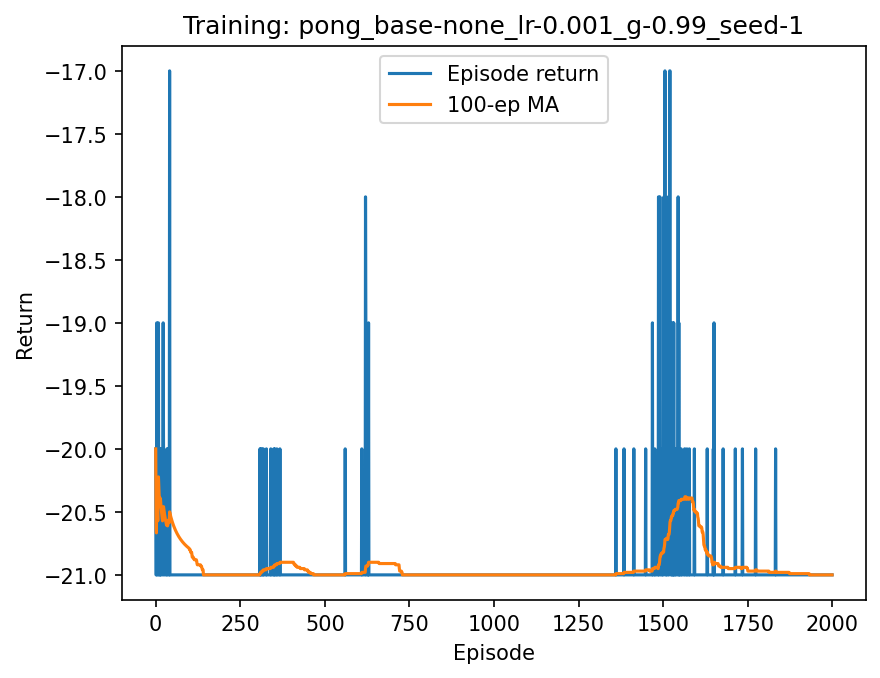 Training: pong_base-none_lr-0.001_g-0.99_seed-1
Episode return
100-ep MA
−17.0
−17.5
−18.0
−18.5
−19.0
−19.5
−20.0
−20.5
−21.0
Return
0 250 500 750 1000 1250 1500 1750 2000
Episode